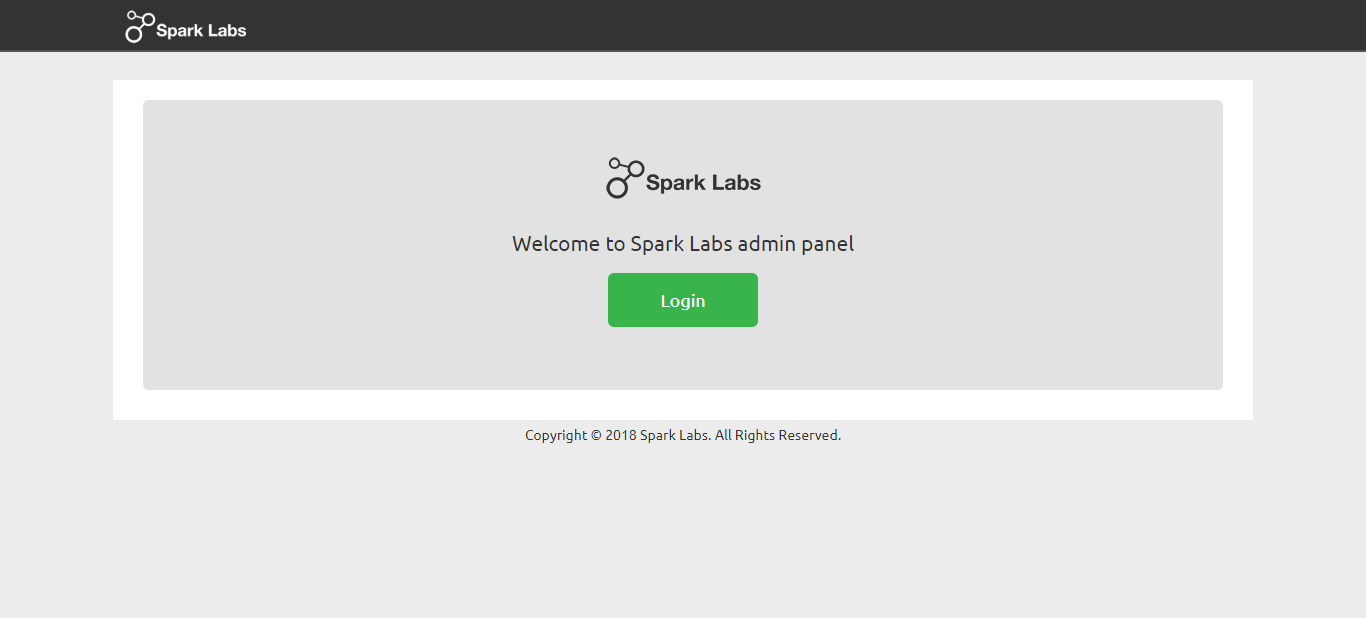 Spark Labs
Spark Labs
Welcome to Spark Labs admin panel
Login
Copyright © 2018 Spark Labs. All Rights Reserved.